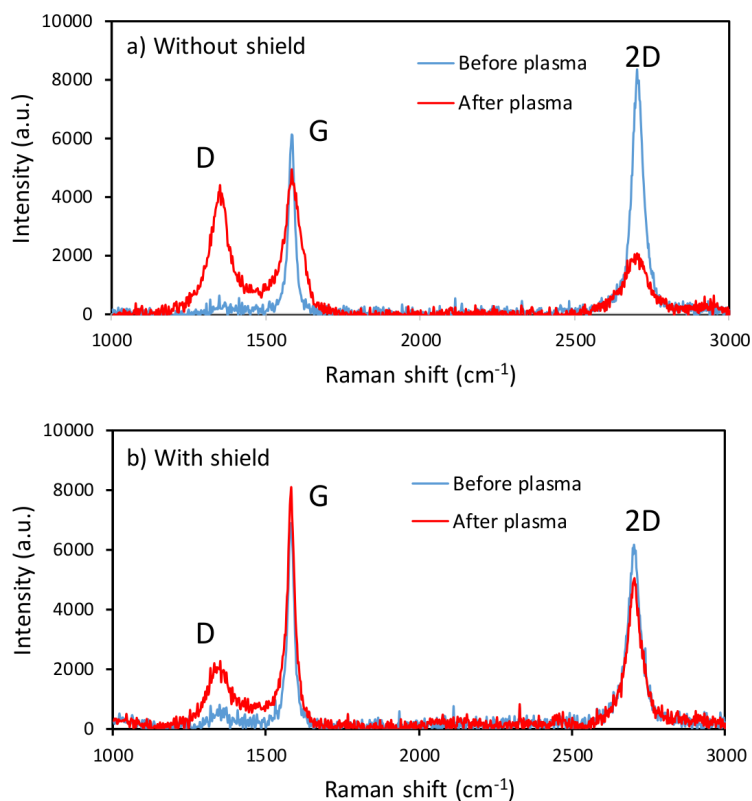 10000
a) Without shield
2D
Before plasma
8000
After plasma
G
6000
D
4000
2000
0
1000 1500 2000 2500 3000
Intensity (a.u.)
Raman shift (cm⁻¹)
10000
b) With shield
8000
G
Before plasma
After plasma
2D
6000
4000
D
2000
0
1000 1500 2000 2500 3000
Intensity (a.u.)
Raman shift (cm⁻¹)